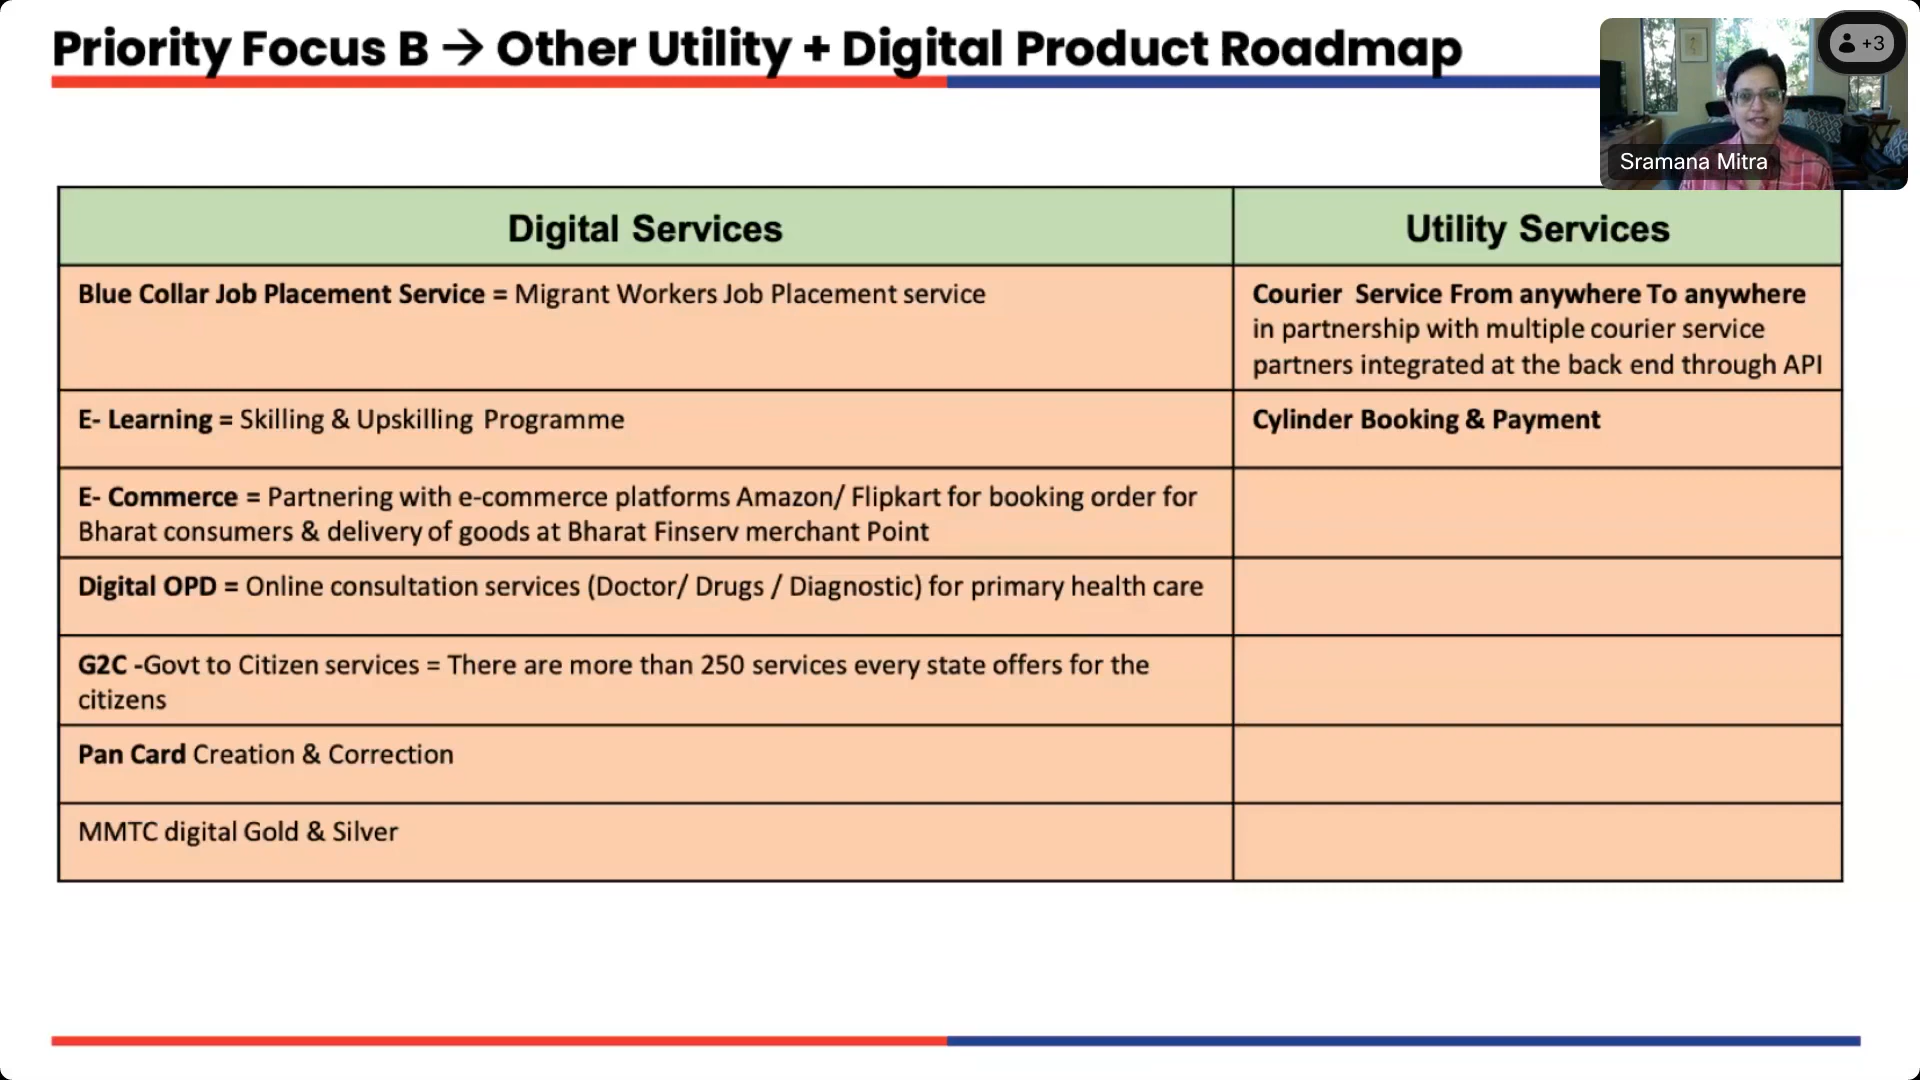 Priority Focus B → Other Utility + Digital Product Roadmap
+3
Sramana Mitra
Digital Services
Utility Services
Blue Collar Job Placement Service = Migrant Workers Job Placement service
Courier Service From anywhere To anywhere
in partnership with multiple courier service
partners integrated at the back end through API
E- Learning = Skilling & Upskilling Programme
Cylinder Booking & Payment
E- Commerce = Partnering with e-commerce platforms Amazon/ Flipkart for booking order for
Bharat consumers & delivery of goods at Bharat Finserv merchant Point
Digital OPD = Online consultation services (Doctor/ Drugs / Diagnostic) for primary health care
G2C -Govt to Citizen services = There are more than 250 services every state offers for the
citizens
Pan Card Creation & Correction
MMTC digital Gold & Silver